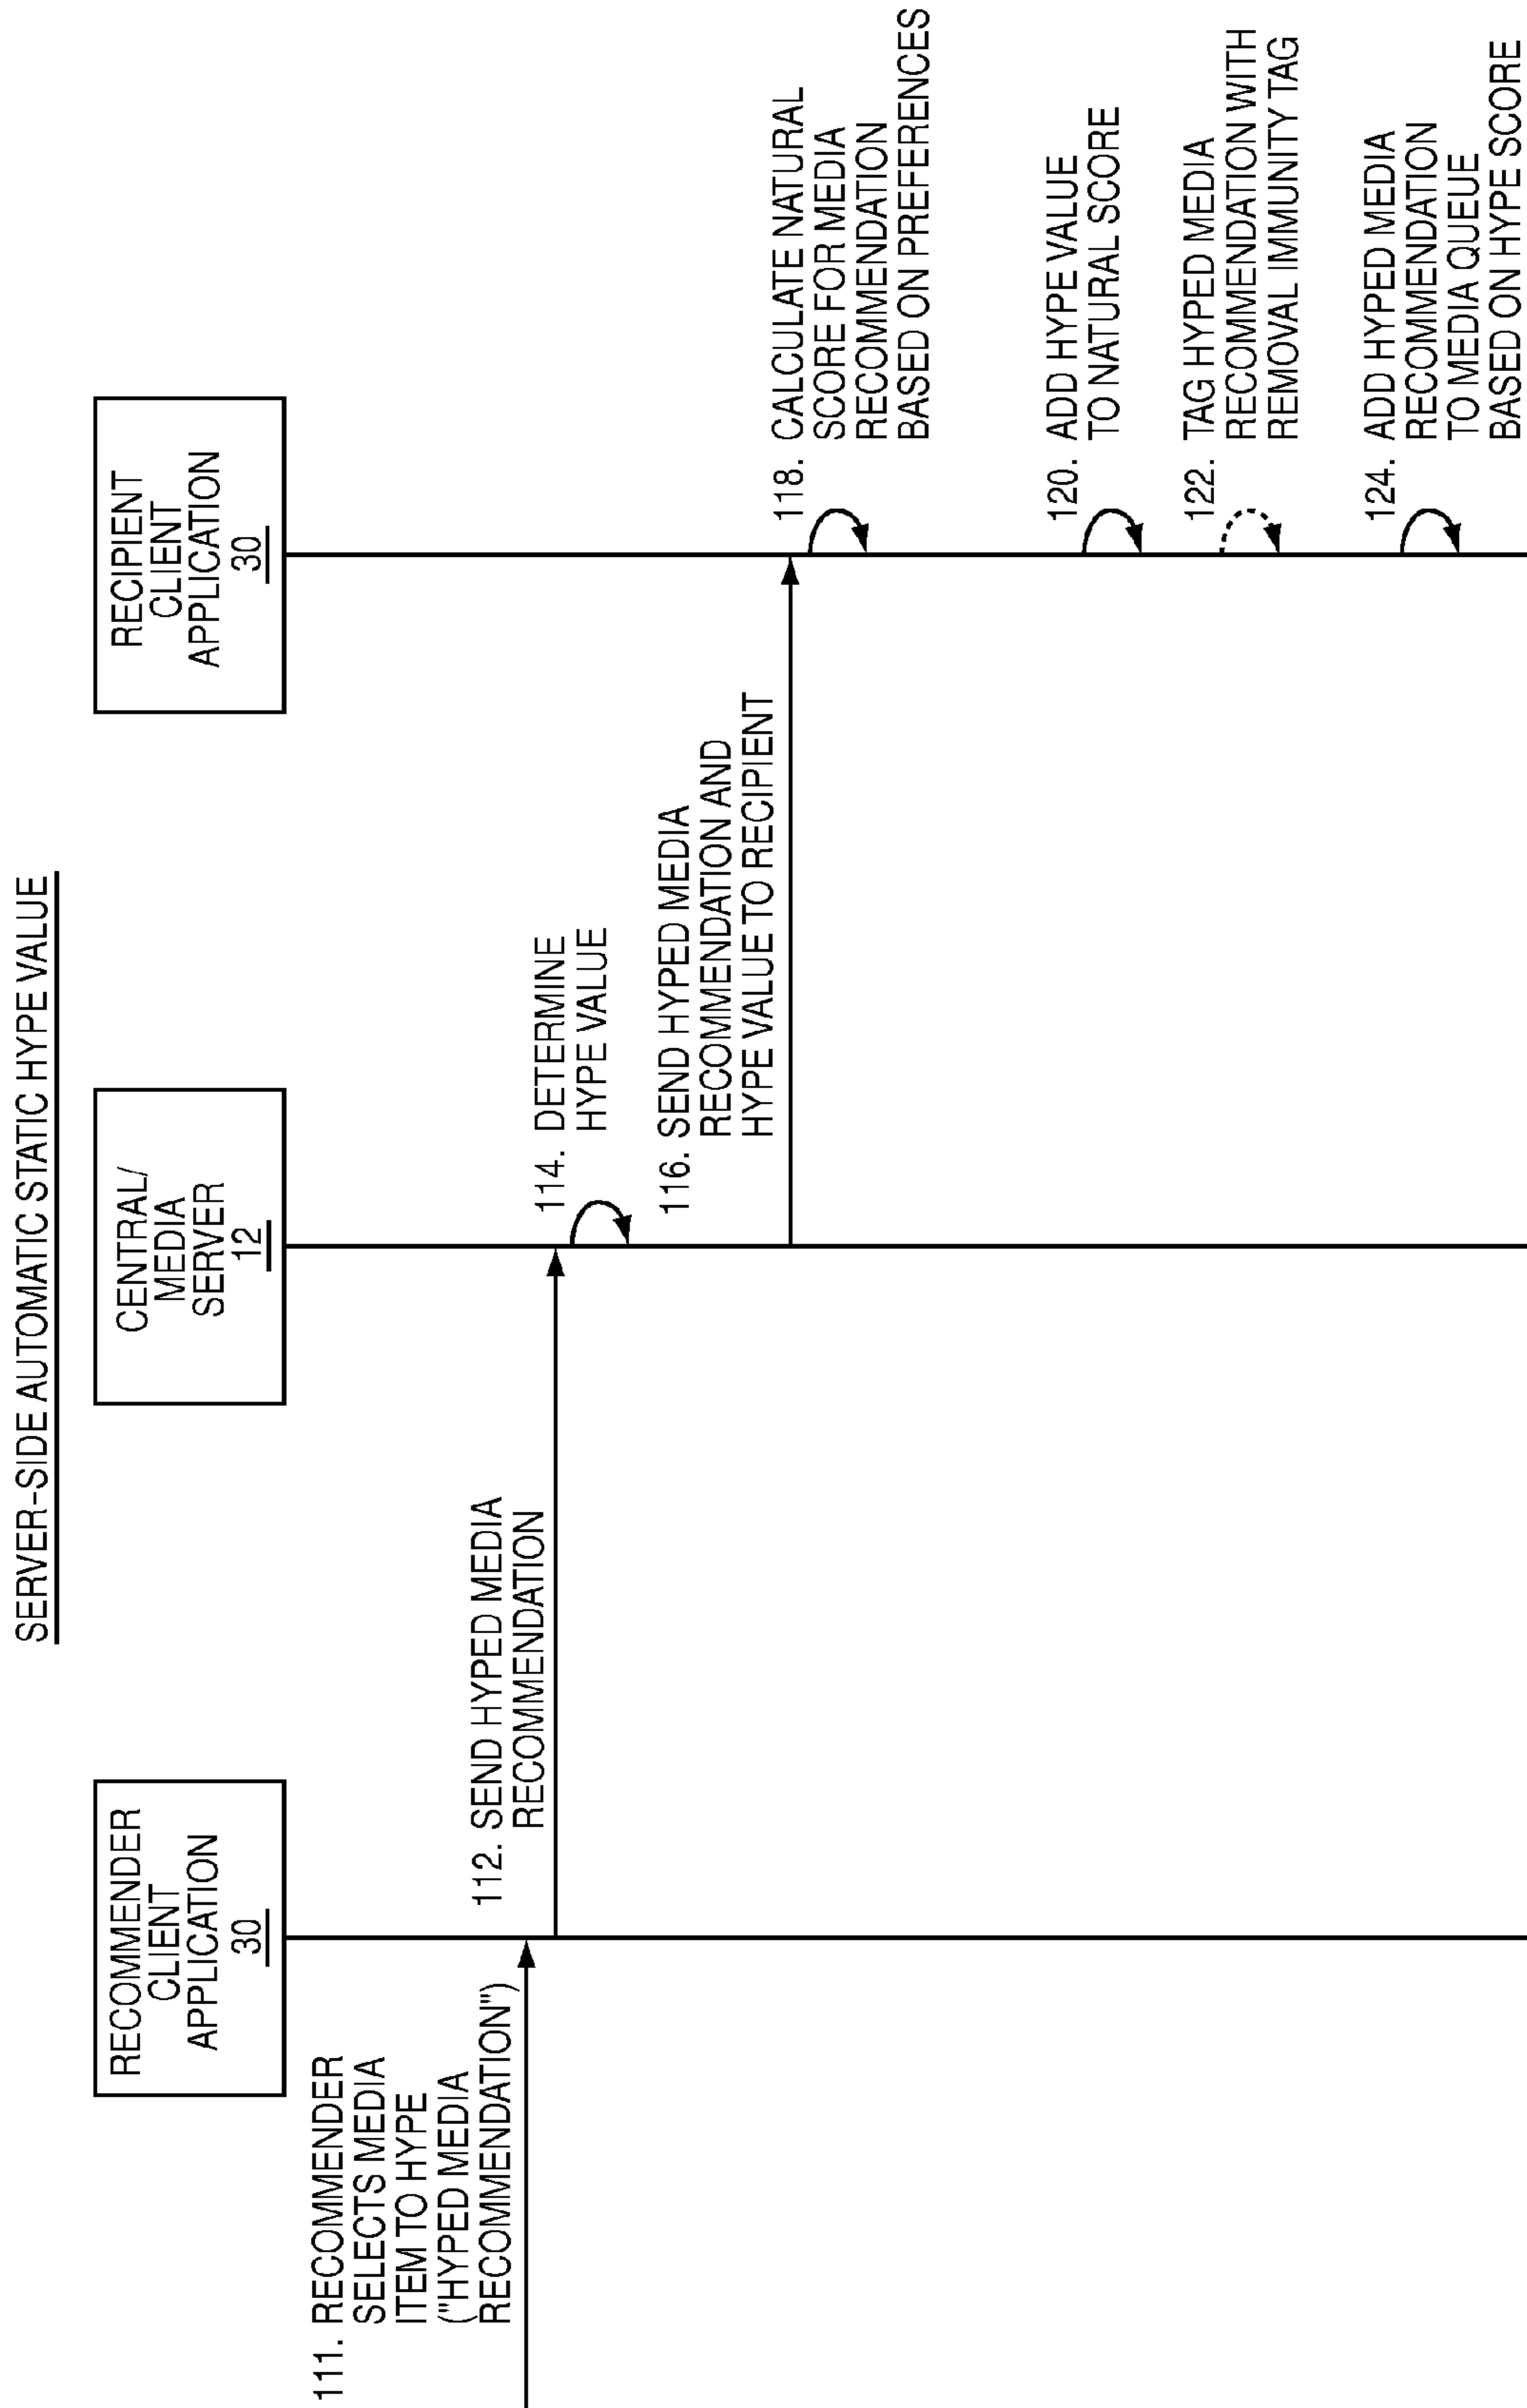 SERVER-SIDE AUTOMATIC STATIC HYPE VALUE
RECOMMENDER
CLIENT
APPLICATION
30
CENTRAL/
MEDIA
SERVER
12
RECIPIENT
CLIENT
APPLICATION
30
111. RECOMMENDER
SELECTS MEDIA
ITEM TO HYPE
("HYPED MEDIA
RECOMMENDATION")
112. SEND HYPED MEDIA
RECOMMENDATION
114. DETERMINE
HYPE VALUE
116. SEND HYPED MEDIA
RECOMMENDATION AND
HYPE VALUE TO RECIPIENT
118. CALCULATE NATURAL
SCORE FOR MEDIA
RECOMMENDATION
BASED ON PREFERENCES
120. ADD HYPE VALUE
TO NATURAL SCORE
122. TAG HYPED MEDIA
RECOMMENDATION WITH
REMOVAL IMMUNITY TAG
124. ADD HYPED MEDIA
RECOMMENDATION
TO MEDIA QUEUE
BASED ON HYPE SCORE